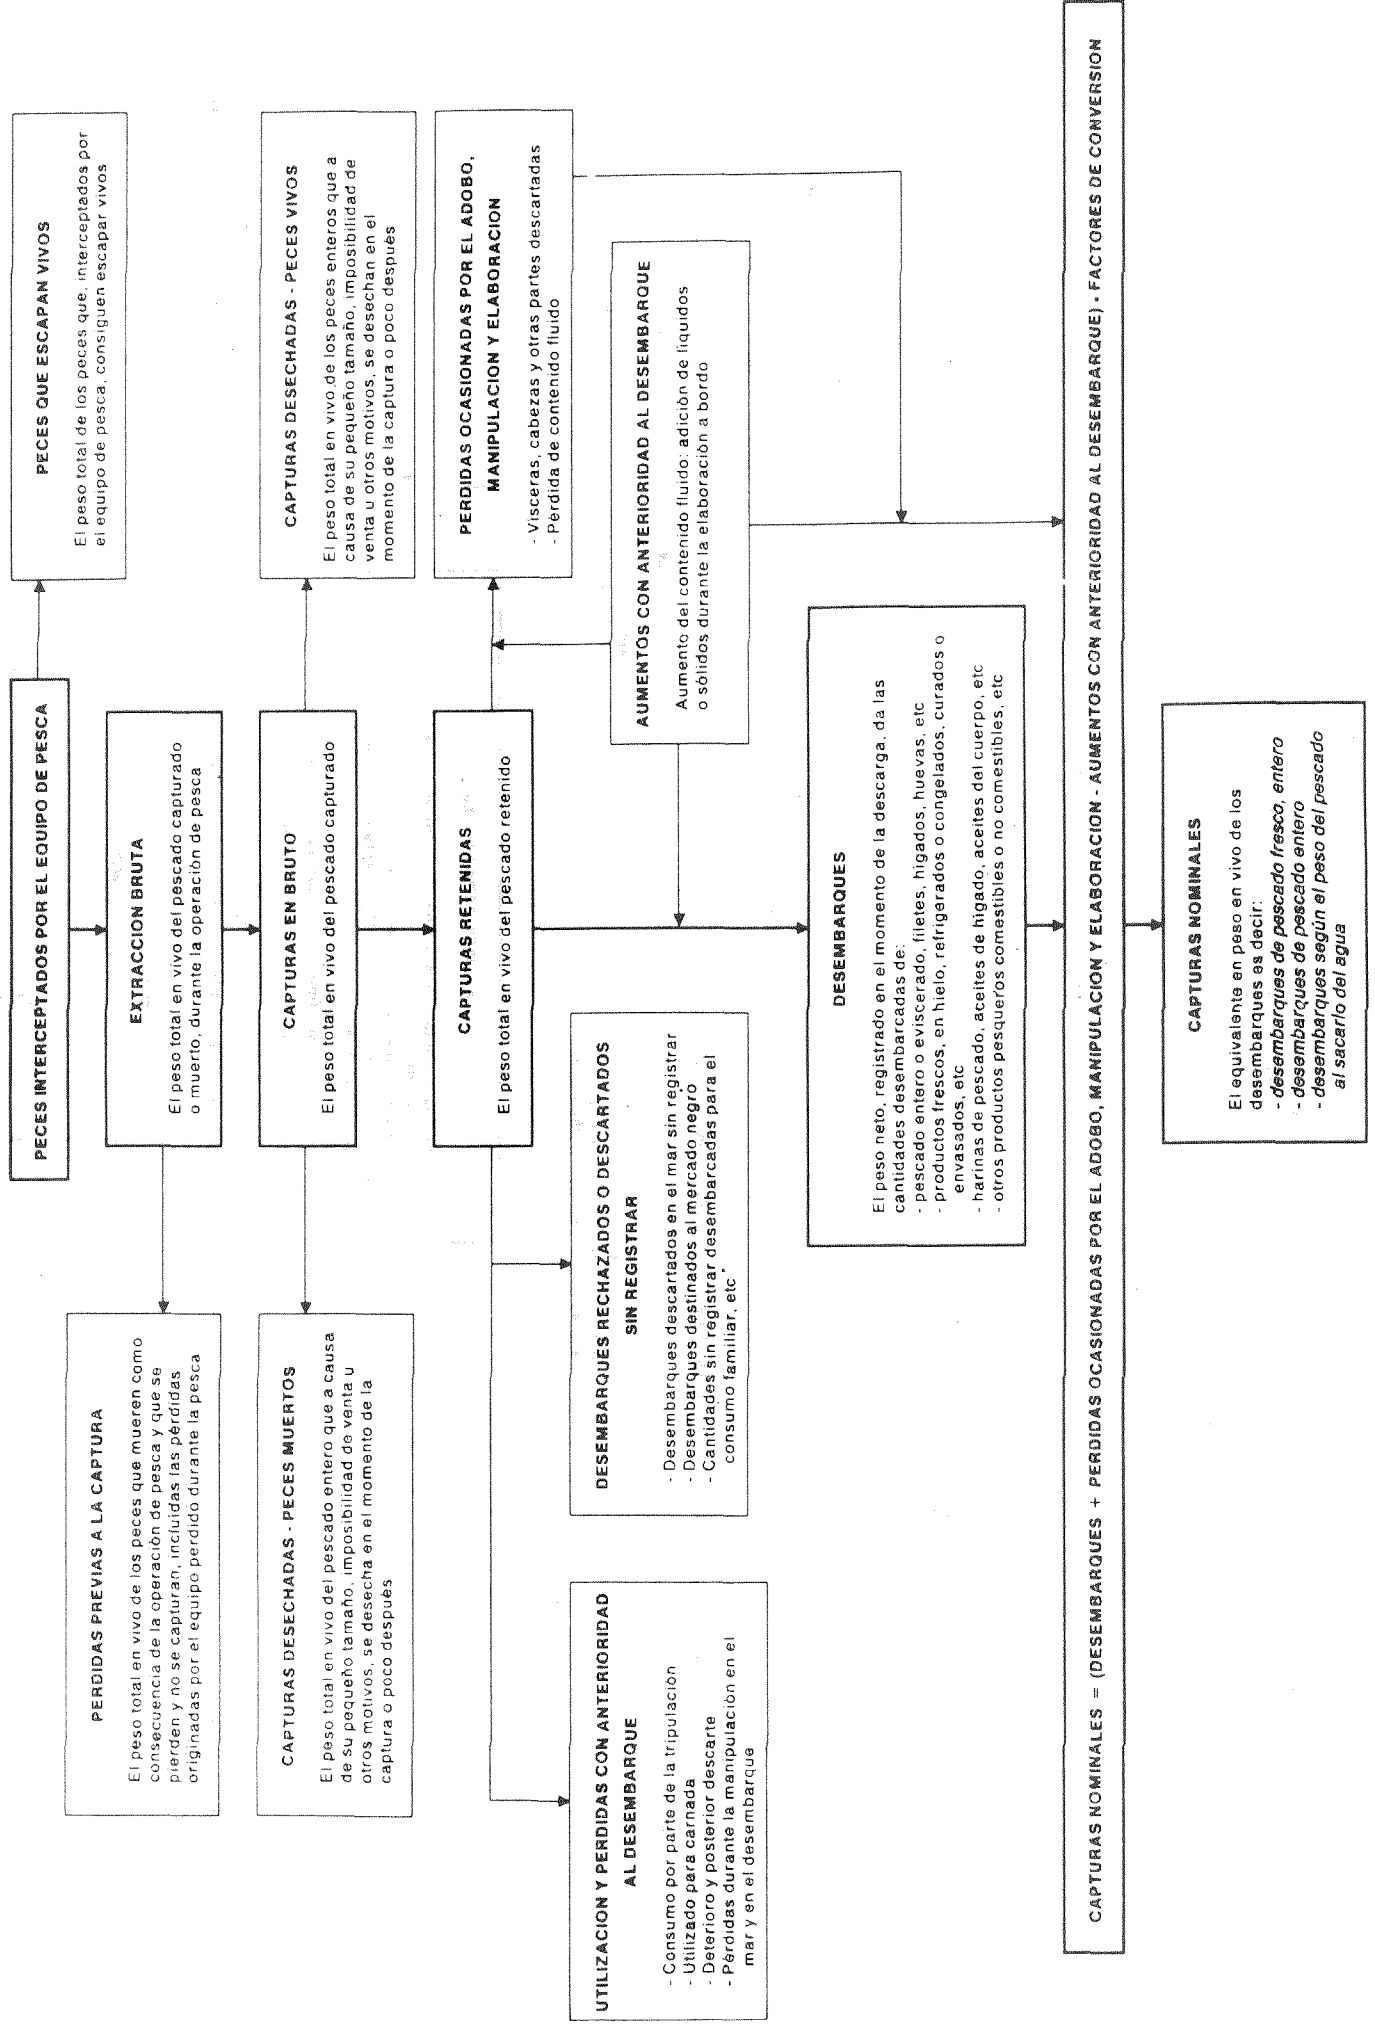 PECES INTERCEPTADOS POR EL EQUIPO DE PESCA
PECES QUE ESCAPAN VIVOS
El peso total de los peces que, interceptados por
el equipo de pesca, consiguen escapar vivos
PERDIDAS PREVIAS A LA CAPTURA
El peso total en vivo de los peces que mueren como
consecuencia de la operación de pesca y que se
pierden y no se capturan, incluidas las pérdidas
originadas por el equipo perdido durante la pesca
EXTRACCION BRUTA
El peso total en vivo del pescado capturado
o muerto, durante la operación de pesca
CAPTURAS DESECHADAS - PECES MUERTOS
El peso total en vivo del pescado entero que a causa
de su pequeño tamaño, imposibilidad de venta u
otros motivos, se desecha en el momento de la
captura o poco después
CAPTURAS EN BRUTO
El peso total en vivo del pescado capturado
CAPTURAS DESECHADAS - PECES VIVOS
El peso total en vivo de los peces enteros que a
causa de su pequeño tamaño, imposibilidad de
venta u otros motivos, se desechan en el
momento de la captura o poco después
CAPTURAS RETENIDAS
El peso total en vivo del pescado retenido
PERDIDAS OCASIONADAS POR EL ADOBO,
MANIPULACION Y ELABORACION
- Visceras, cabezas y otras partes descartadas
- Pérdida de contenido fluido
UTILIZACION Y PERDIDAS CON ANTERIORIDAD
AL DESEMBARQUE
- Consumo por parte de la tripulación
- Utilizado para carnada
- Deterioro y posterior descarte
- Pérdidas durante la manipulación en el
mar y en el desembarque
DESEMBARQUES RECHAZADOS O DESCARTADOS
SIN REGISTRAR
- Desembarques descartados en el mar sin registrar
- Desembarques destinados al mercado negro
- Cantidades sin registrar desembarcadas para el
consumo familiar, etc
AUMENTOS CON ANTERIORIDAD AL DESEMBARQUE
Aumento del contenido fluido: adición de líquidos
o sólidos durante la elaboración a bordo
DESEMBARQUES
El peso neto, registrado en el momento de la descarga, da las
cantidades desembarcadas de:
- pescado entero o eviscerado, filetes, hígados, huevas, etc
- productos frescos, en hielo, refrigerados o congelados, curados o
envasados, etc
- harinas de pescado, aceites de hígado, aceites del cuerpo, etc
- otros productos pesqueros comestibles o no comestibles, etc
CAPTURAS NOMINALES = (DESEMBARQUES + PERDIDAS OCASIONADAS POR EL ADOBO, MANIPULACION Y ELABORACION - AUMENTOS CON ANTERIORIDAD AL DESEMBARQUE) · FACTORES DE CONVERSION
CAPTURAS NOMINALES
El equivalente en peso en vivo de los
desembarques es decir:
- desembarques de pescado fresco, entero
- desembarques de pescado entero
- desembarques según el peso del pescado
al sacarlo del agua